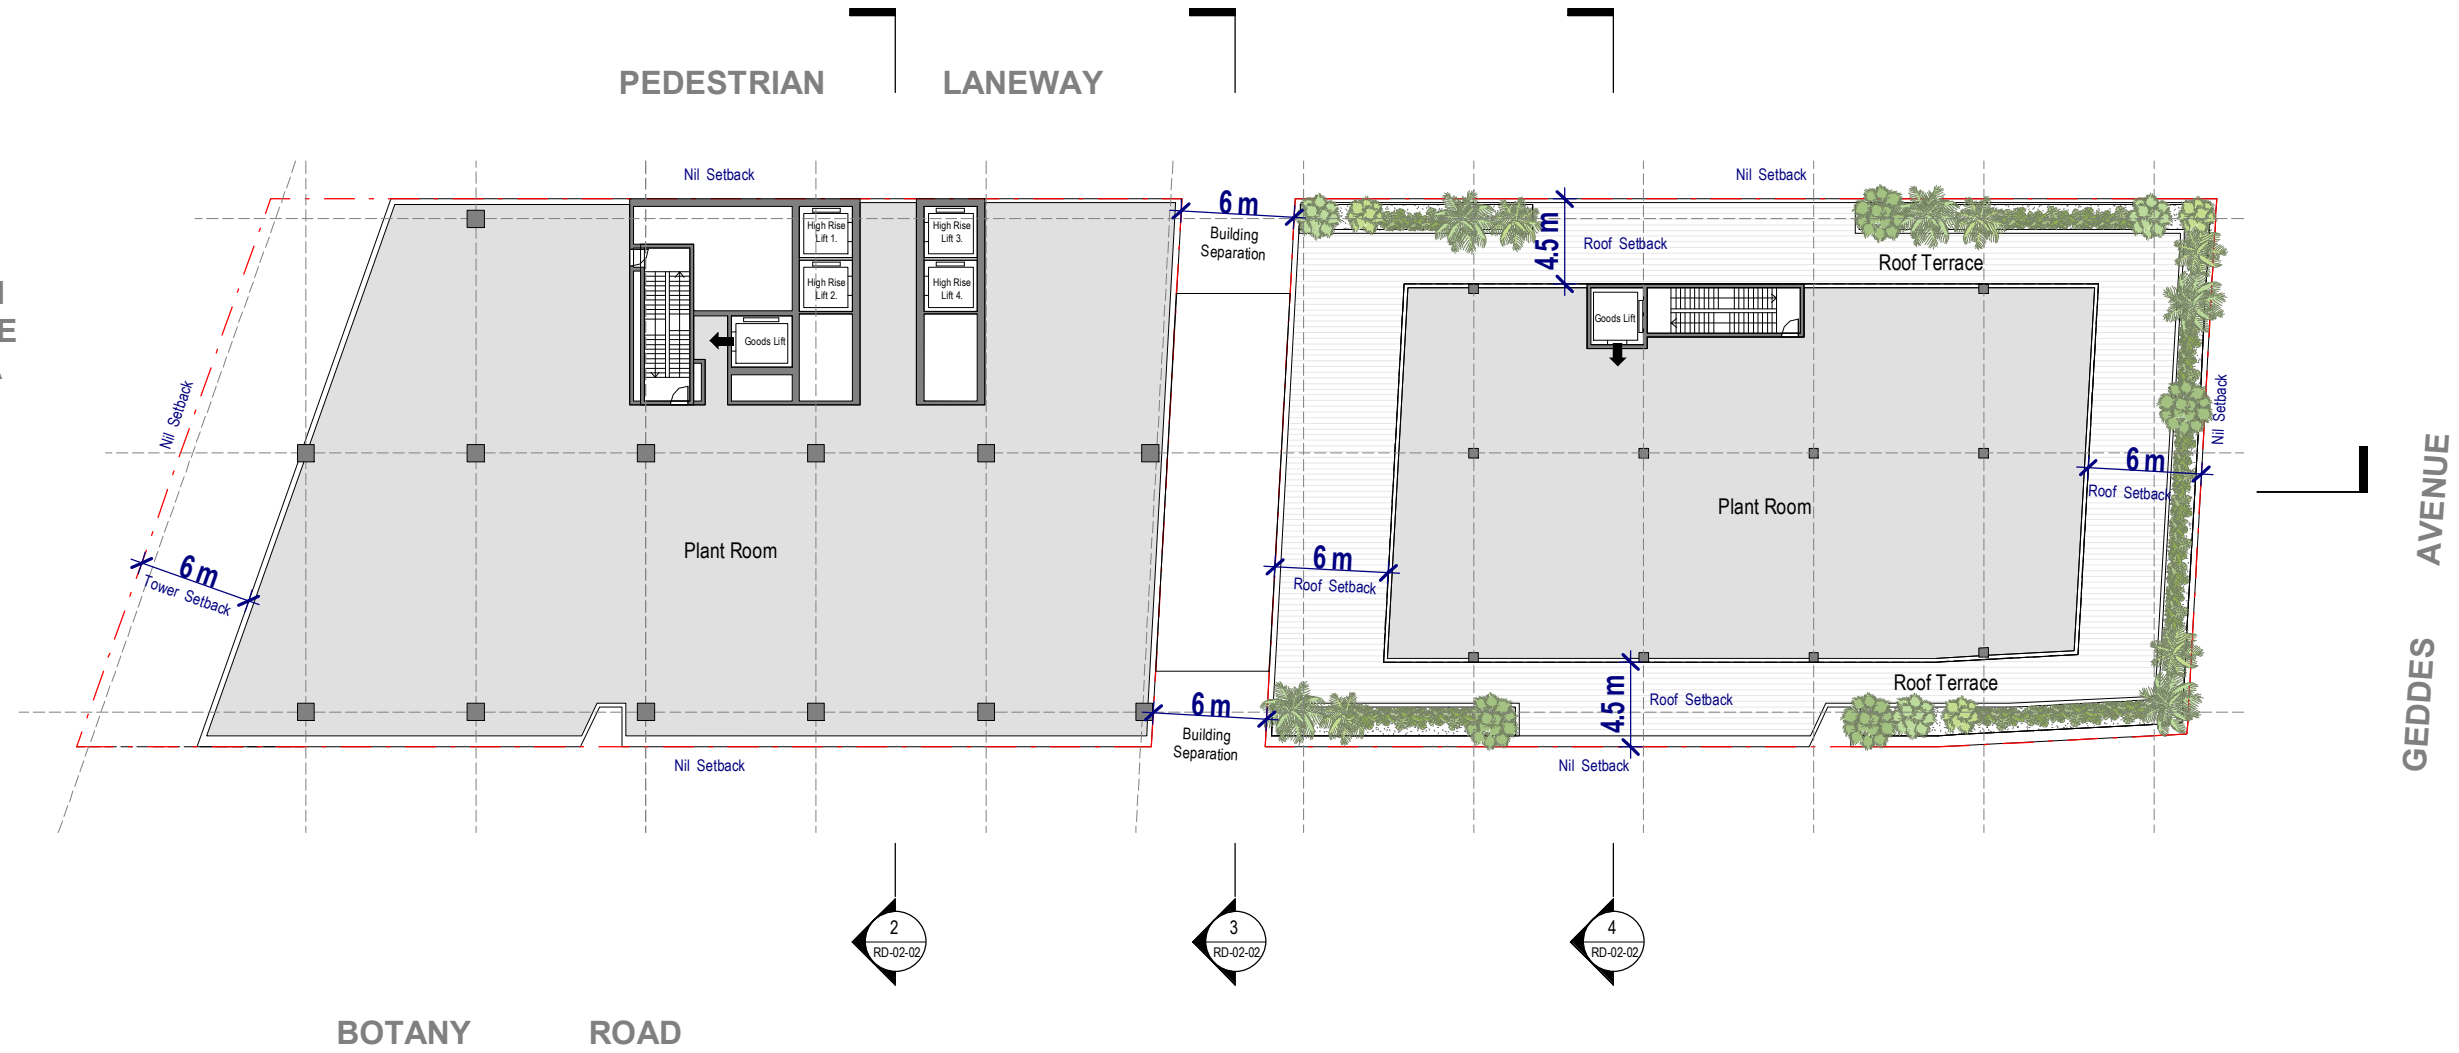 PEDESTRIAN LANEWAY
Nil Setback
Nil Setback
6 m
Building
Separation
4.5 m
Roof Setback
Roof Terrace
High Rise
Lift 1.
High Rise
Lift 3.
High Rise
Lift 2.
High Rise
Lift 4.
Goods Lift
Goods Lift
Nil Setback
Nil Setback
6 m
Roof Setback
GEDDES AVENUE
Plant Room
Plant Room
6 m
Tower Setback
6 m
Roof Setback
Roof Terrace
4.5 m
Roof Setback
6 m
Building
Separation
Nil Setback
Nil Setback
2
RD-02-02
3
RD-02-02
4
RD-02-02
BOTANY ROAD